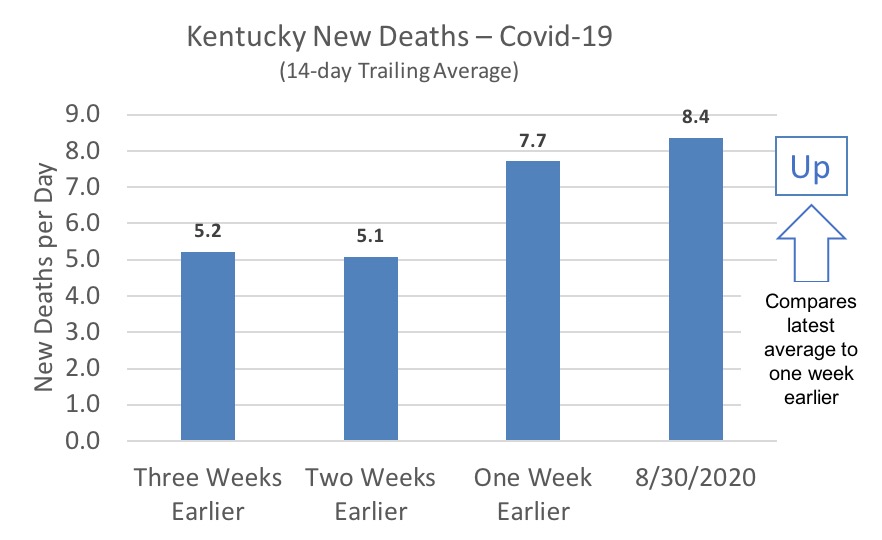 Kentucky New Deaths – Covid-19
(14-day Trailing Average)
New Deaths per Day
9.0
8.0
7.0
6.0
5.0
4.0
3.0
2.0
1.0
0.0
5.2
5.1
7.7
8.4
Three Weeks
Earlier
Two Weeks
Earlier
One Week
Earlier
8/30/2020
Up
Compares
latest
average to
one week
earlier